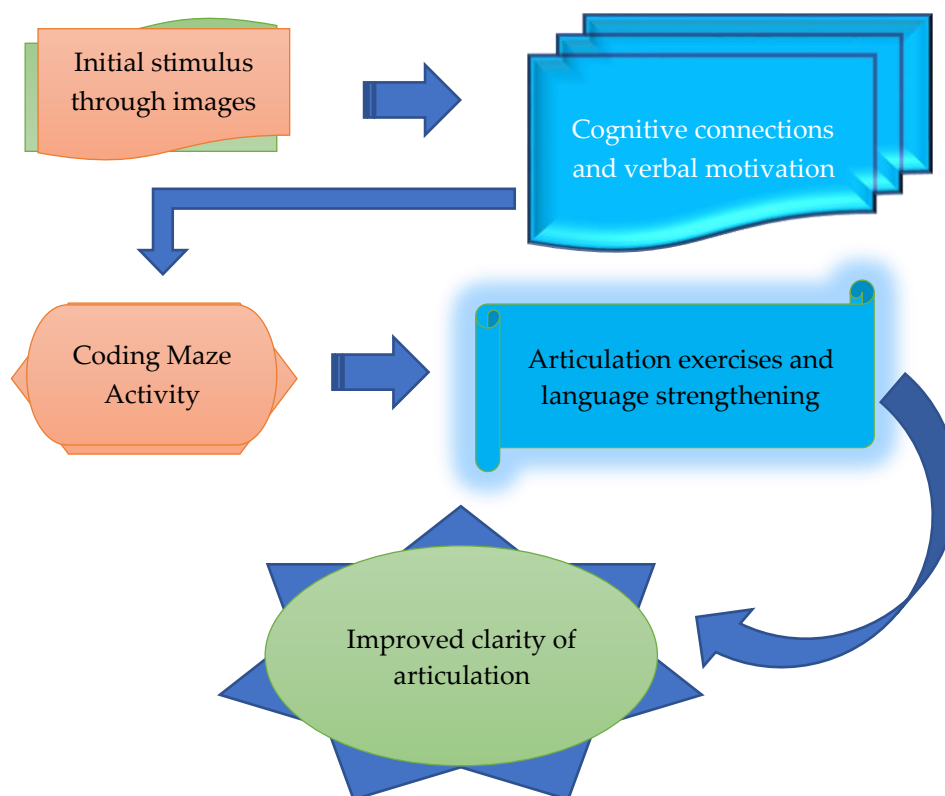 Initial stimulus
through images
Cognitive connections
and verbal motivation
Coding Maze
Activity
Articulation exercises and
language strengthening
Improved clarity of
articulation